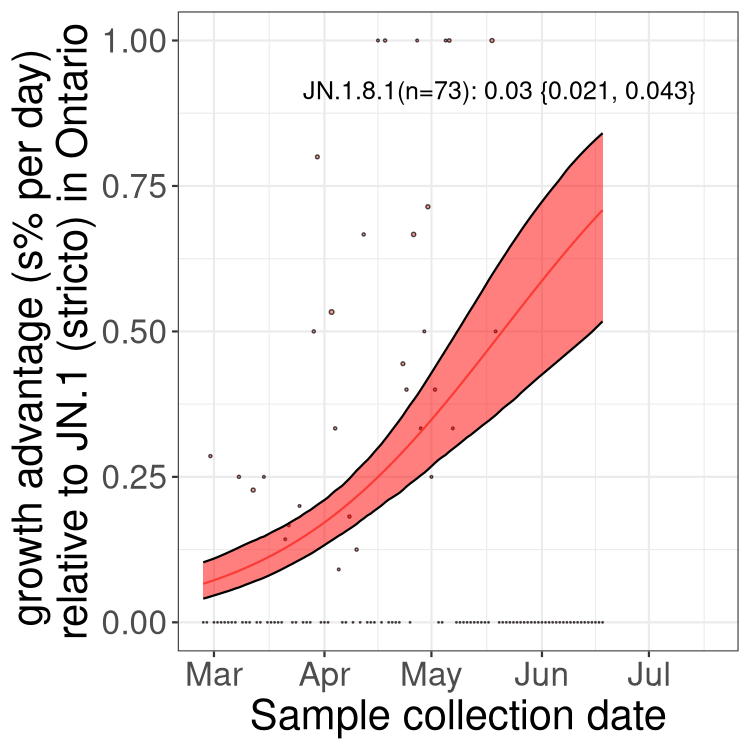 growth advantage (s% per day)
relative to JN.1 (stricto) in Ontario
1.00
0.75
0.50
0.25
0.00
JN.1.8.1(n=73): 0.03 {0.021, 0.043}
Mar Apr May Jun Jul
Sample collection date